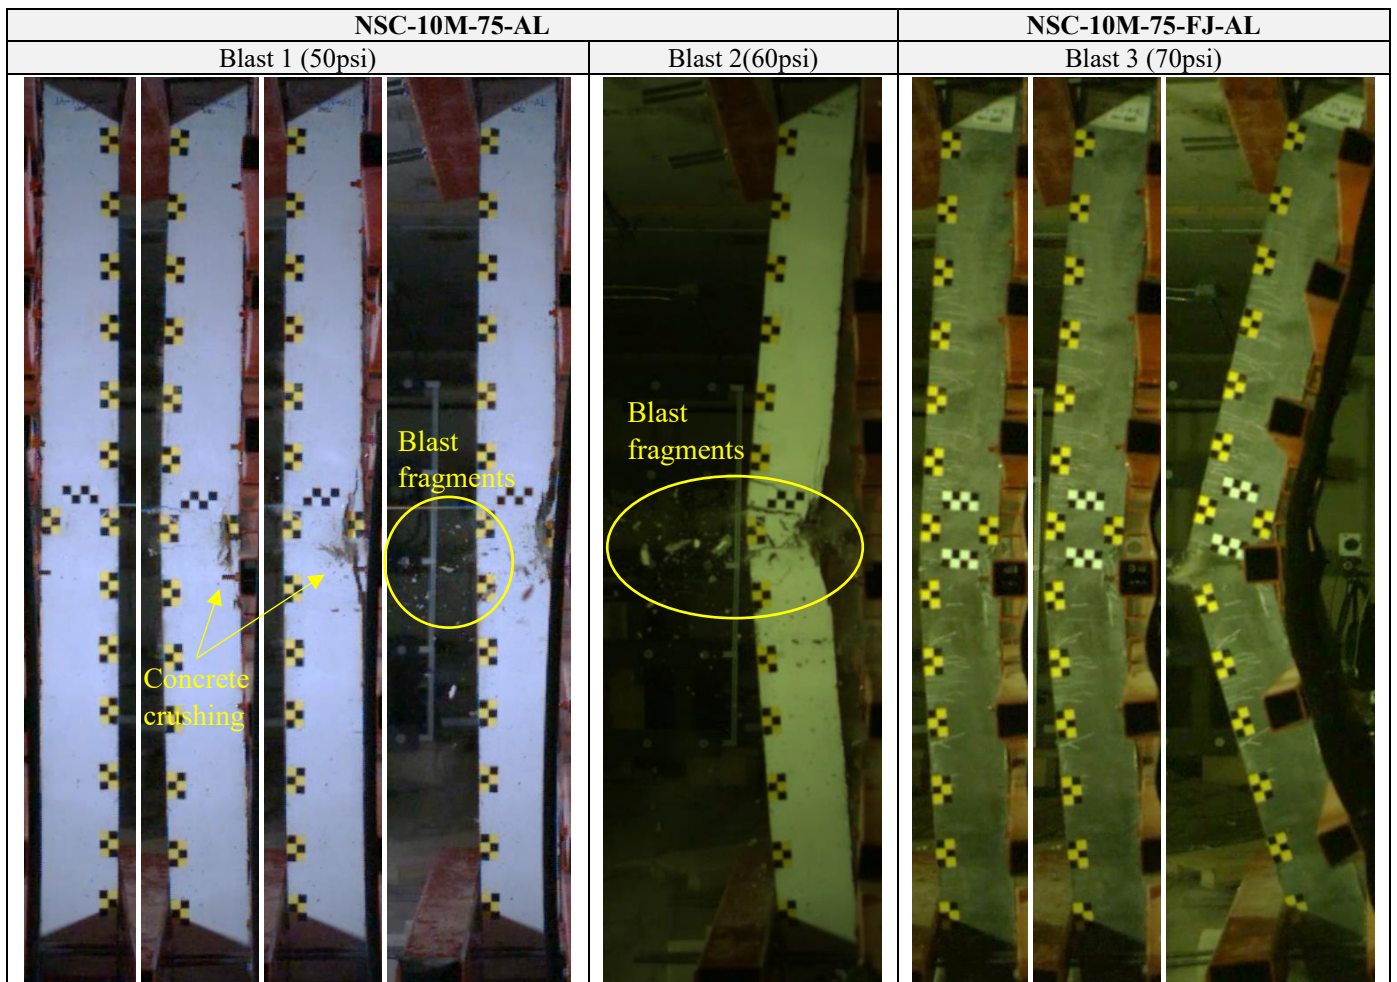 NSC-10M-75-AL
NSC-10M-75-FJ-AL
Blast 1 (50psi)
Blast 2(60psi)
Blast 3 (70psi)
Blast
fragments
Blast
fragments
Concrete
crushing